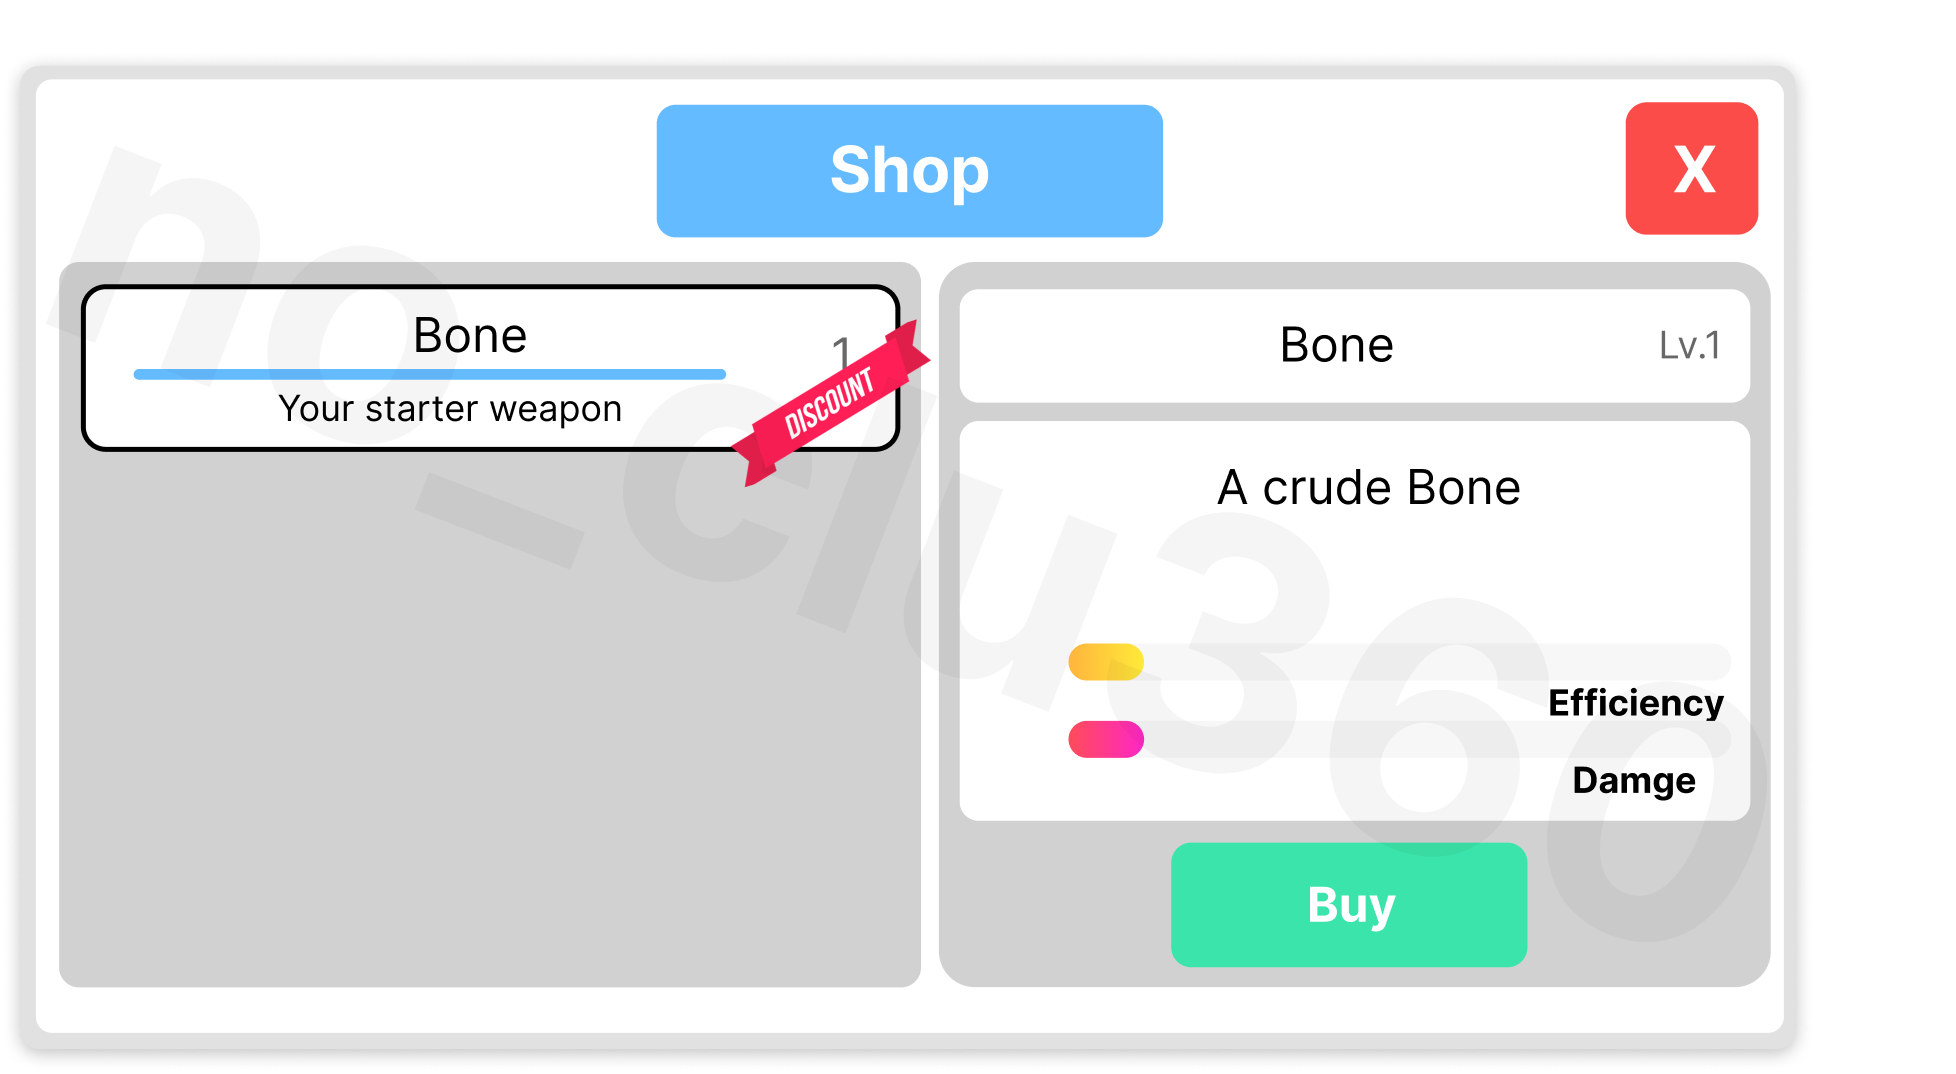 Shop
X
Bone
1
Your starter weapon
DISCOUNT
Bone
Lv.1
A crude Bone
Efficiency
Damge
Buy
no_clu360